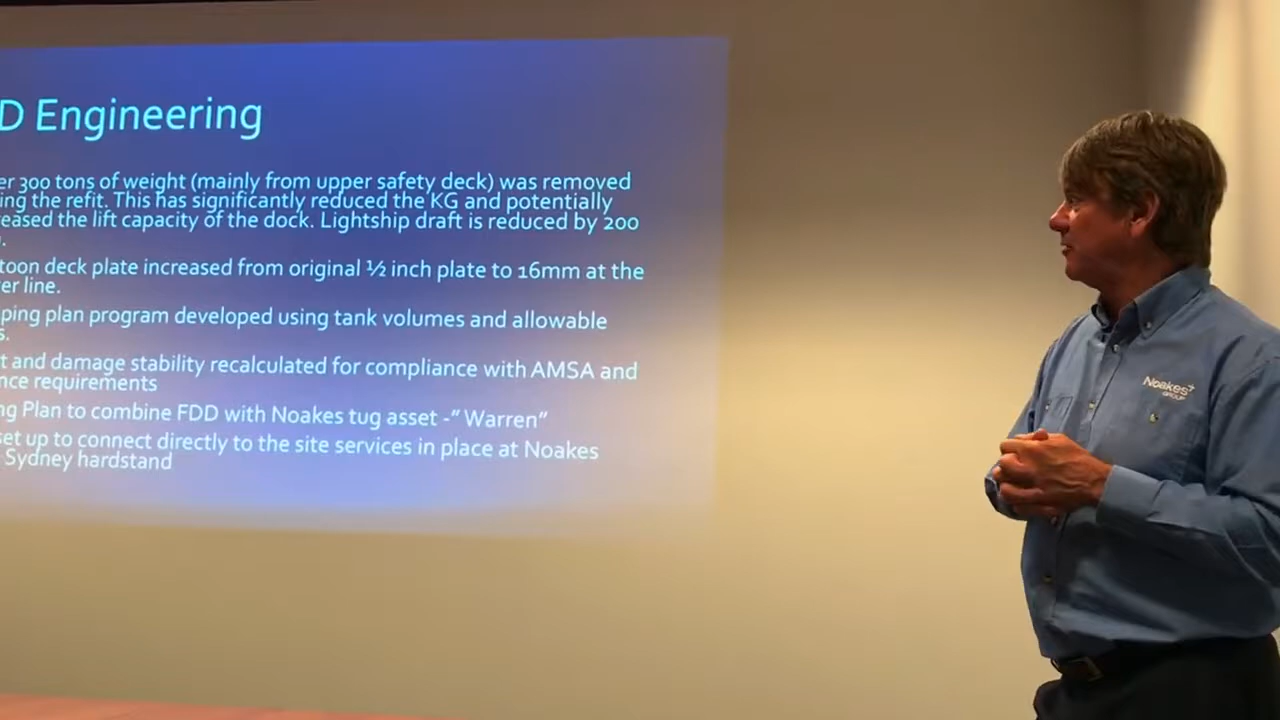 D Engineering
er 300 tons of weight (mainly from upper safety deck) was removed
ing the refit. This has significantly reduced the KG and potentially
reased the lift capacity of the dock. Lightship draft is reduced by 200
.
toon deck plate increased from original ½ inch plate to 16mm at the
er line.
ping plan program developed using tank volumes and allowable
s.
t and damage stability recalculated for compliance with AMSA and
nce requirements
ng Plan to combine FDD with Noakes tug asset -"Warren"
set up to connect directly to the site services in place at Noakes
Sydney hardstand
Noakes
GROUP